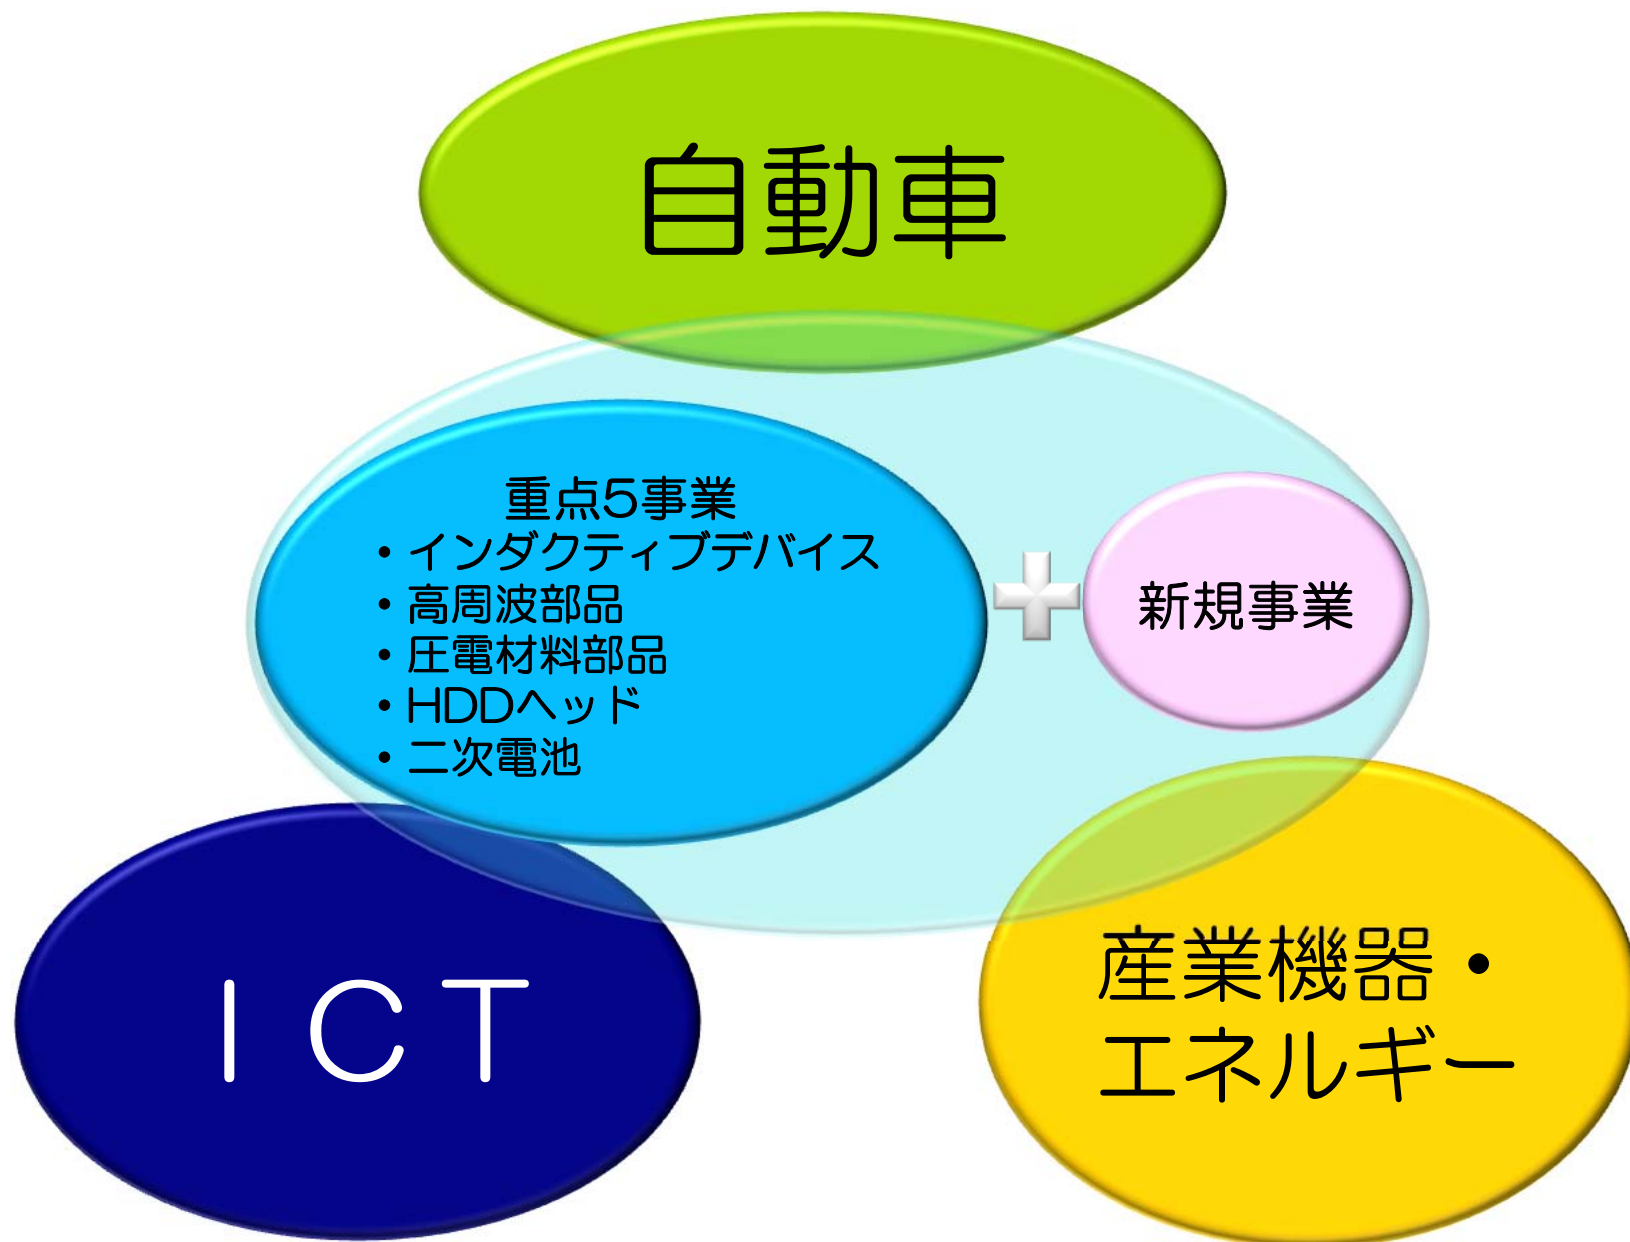 自動車
重点5事業
・インダクティブデバイス
・高周波部品
・圧電材料部品
・HDDヘッド
・二次電池
新規事業
ＩＣＴ
産業機器・
エネルギー